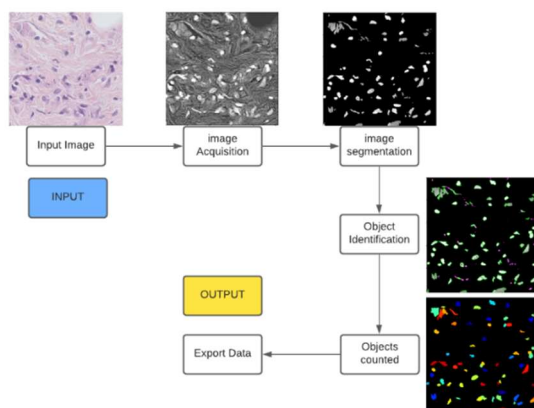 Input Image
image
Acquisition
image
segmentation
INPUT
Object
Identification
OUTPUT
Export Data
Objects
counted